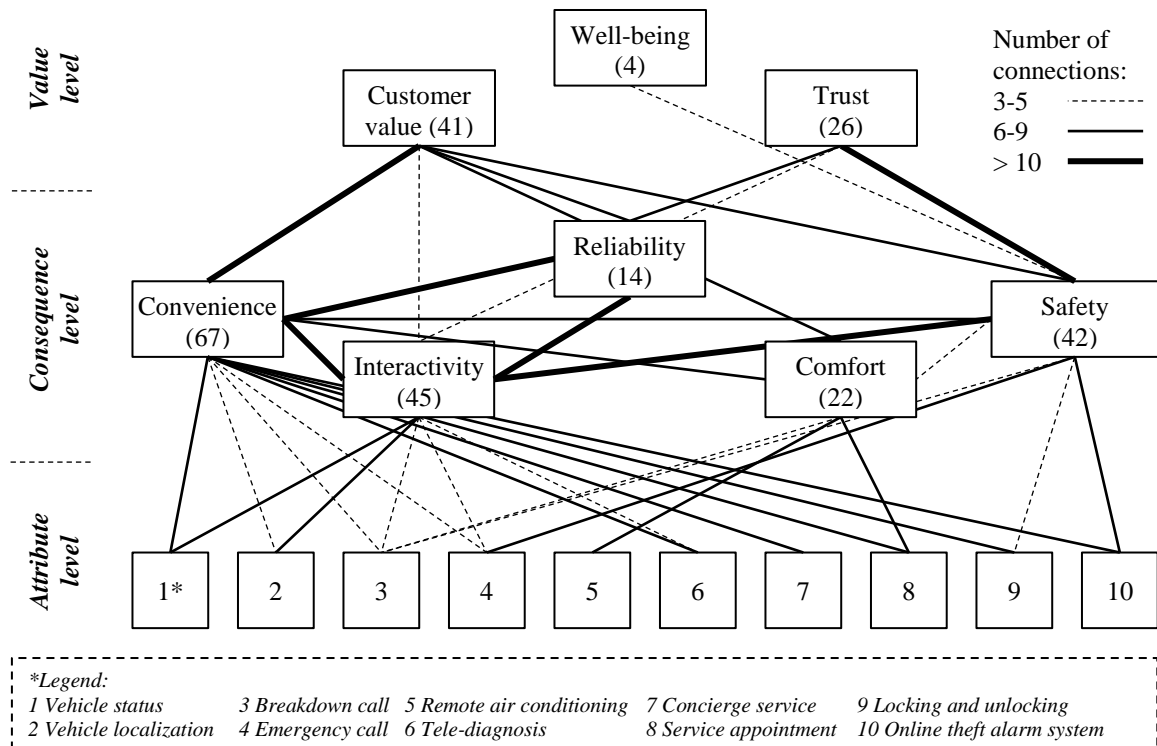 Value
level
Well-being
(4)
Customer
value (41)
Trust
(26)
Number of
connections:
3-5
6-9
> 10
Consequence
level
Reliability
(14)
Convenience
(67)
Safety
(42)
Interactivity
(45)
Comfort
(22)
Attribute
level
1*
2
3
4
5
6
7
8
9
10
*Legend:
1 Vehicle status 3 Breakdown call 5 Remote air conditioning 7 Concierge service 9 Locking and unlocking
2 Vehicle localization 4 Emergency call 6 Tele-diagnosis 8 Service appointment 10 Online theft alarm system